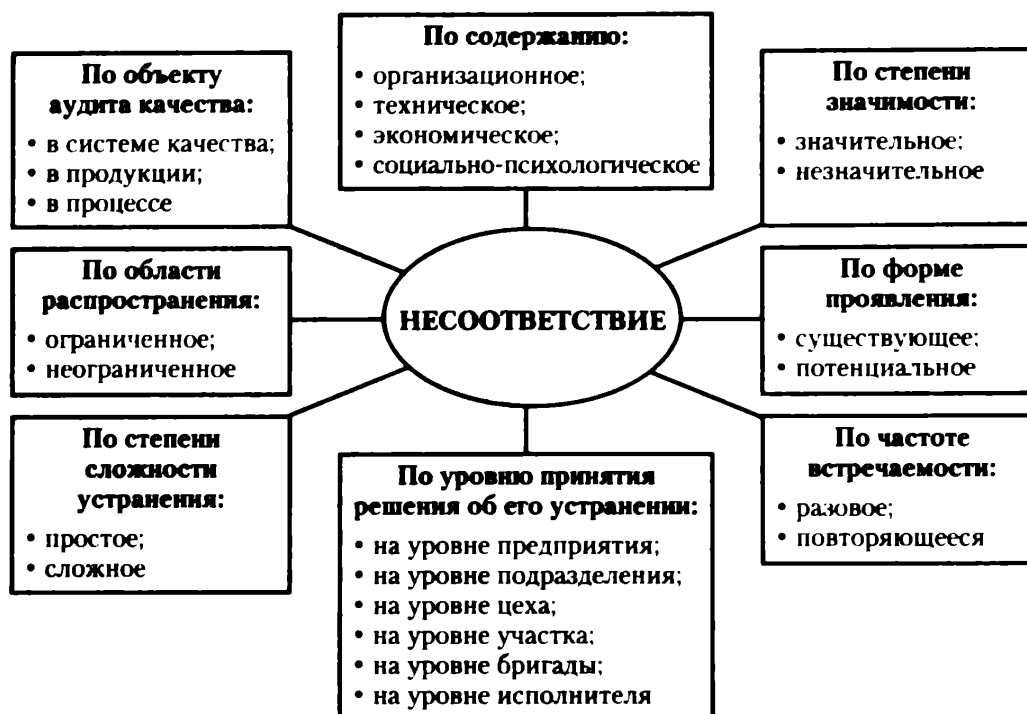 По объекту
аудита качества:
• в системе качества;
• в продукции;
• в процессе
По содержанию:
• организационное;
• техническое;
• экономическое;
• социально-психологическое
По степени
значимости:
• значительное;
• незначительное
По области
распространения:
• ограниченное;
• неограниченное
НЕСООТВЕТСТВИЕ
По форме
проявления:
• существующее;
• потенциальное
По степени
сложности
устранения:
• простое;
• сложное
По уровню принятия
решения об его устранении:
• на уровне предприятия;
• на уровне подразделения;
• на уровне цеха;
• на уровне участка;
• на уровне бригады;
• на уровне исполнителя
По частоте
встречаемости:
• разовое;
• повторяющееся